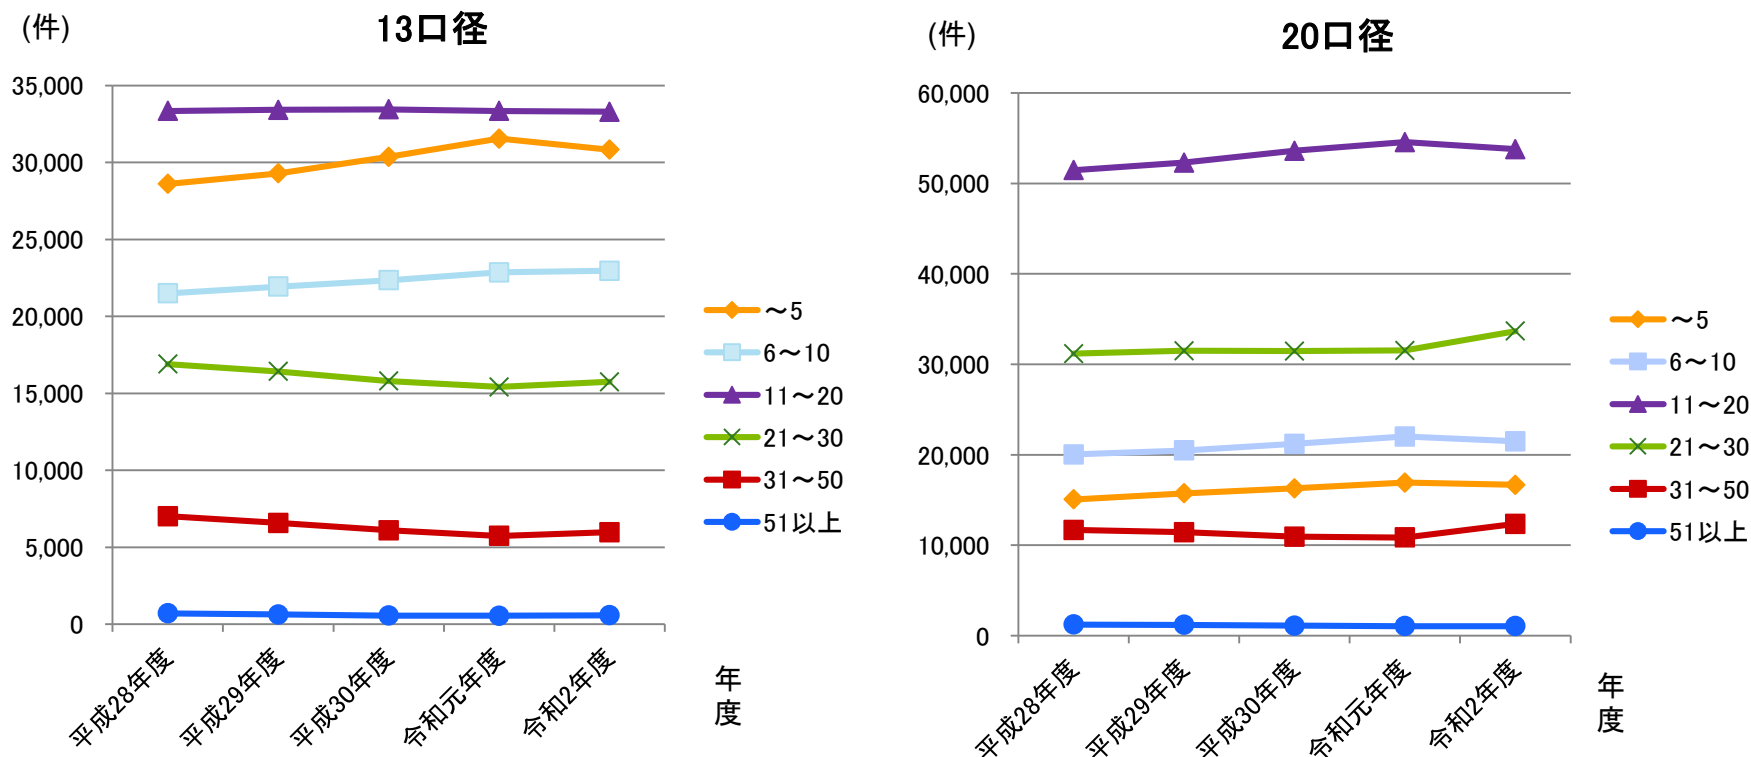 (件)
13口径
35,000
30,000
25,000
20,000
15,000
10,000
5,000
0
平成28年度
平成29年度
平成30年度
令和元年度
令和2年度
年度
～5
6～10
11～20
21～30
31～50
51以上
(件)
20口径
60,000
50,000
40,000
30,000
20,000
10,000
0
平成28年度
平成29年度
平成30年度
令和元年度
令和2年度
年度
～5
6～10
11～20
21～30
31～50
51以上